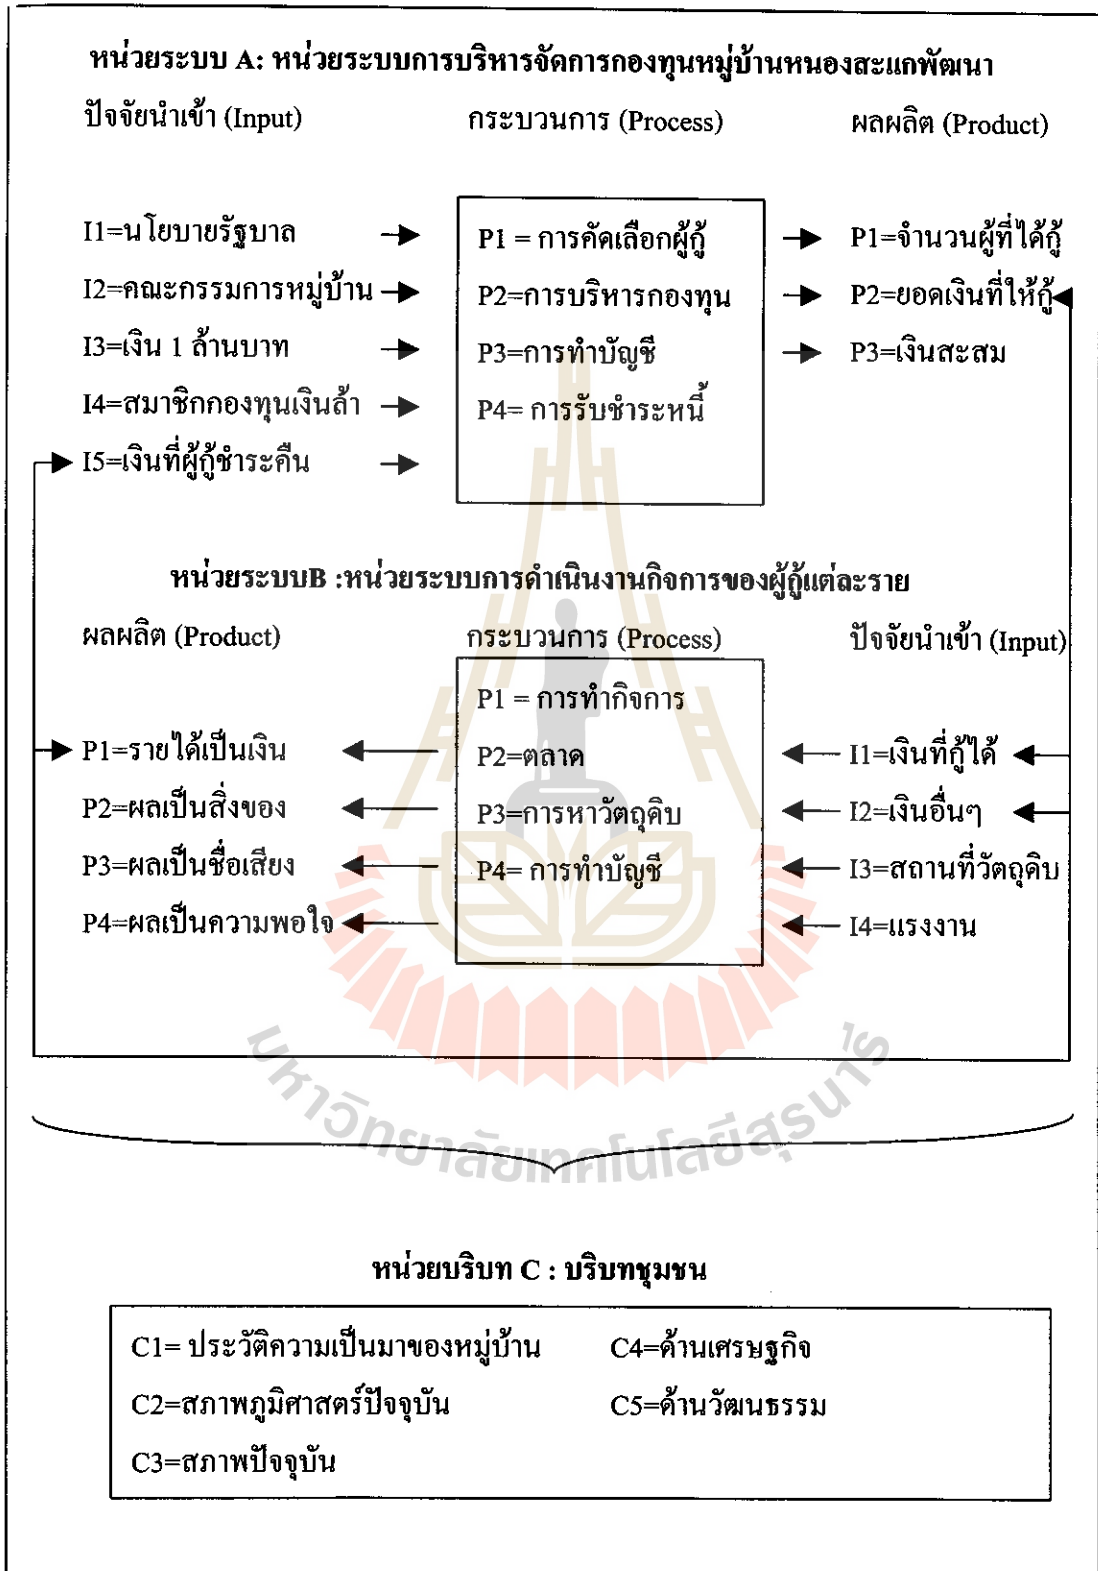 หน่วยระบบ A: หน่วยระบบการบริหารจัดการกองทุนหมู่บ้านหนองสะแกพัฒนา
ปัจจัยนำเข้า (Input) กระบวนการ (Process) ผลผลิต (Product)
I1=นโยบายรัฐบาล P1 = การคัดเลือกผู้กู้ P1=จำนวนผู้ที่ได้กู้
I2=คณะกรรมการหมู่บ้าน P2=การบริหารกองทุน P2=ยอดเงินที่ให้กู้
I3=เงิน 1 ล้านบาท P3=การทำบัญชี P3=เงินสะสม
I4=สมาชิกกองทุนเงินล้า P4= การรับชำระหนี้
I5=เงินที่ผู้กู้ชำระคืน
หน่วยระบบB :หน่วยระบบการดำเนินงานกิจการของผู้กู้แต่ละราย
ผลผลิต (Product) กระบวนการ (Process) ปัจจัยนำเข้า (Input)
P1 = การทำกิจการ
P1=รายได้เป็นเงิน P2=ตลาด I1=เงินที่กู้ได้
P2=ผลเป็นสิ่งของ P3=การหาวัตถุดิบ I2=เงินอื่นๆ
P3=ผลเป็นชื่อเสียง P4= การทำบัญชี I3=สถานที่วัตถุดิบ
P4=ผลเป็นความพอใจ I4=แรงงาน
มหาวิทยาลัยเทคโนโลยีสุรนารี
หน่วยบริบท C : บริบทชุมชน
C1= ประวัติความเป็นมาของหมู่บ้าน C4=ด้านเศรษฐกิจ
C2=สภาพภูมิศาสตร์ปัจจุบัน C5=ด้านวัฒนธรรม
C3=สภาพปัจจุบัน